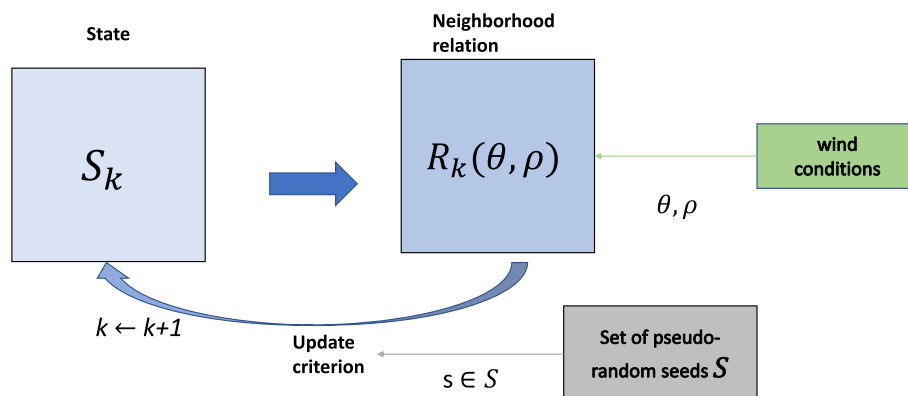 State
Neighborhood
relation
S_k
R_k(θ, ρ)
wind
conditions
θ, ρ
k ← k+1
Update
criterion
s ∈ S
Set of pseudo-
random seeds S